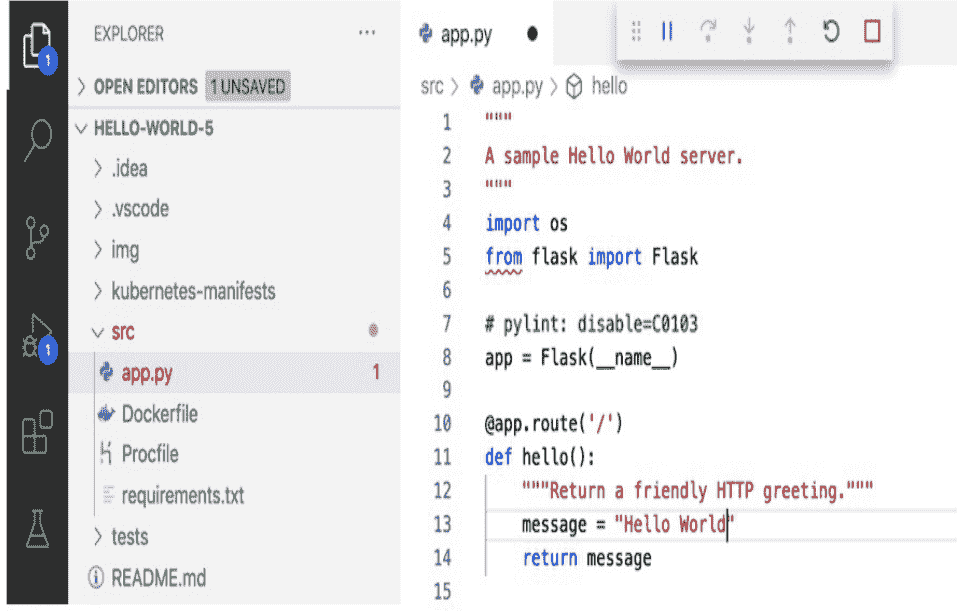 EXPLORER
...
OPEN EDITORS 1 UNSAVED
HELLO-WORLD-5
.idea
.vscode
img
kubernetes-manifests
src
app.py 1
Dockerfile
Procfile
requirements.txt
tests
README.md
1
1
app.py
src > app.py > hello
1 """
2 A sample Hello World server.
3 """
4 import os
5 from flask import Flask
6
7 # pylint: disable=C0103
8 app = Flask(__name__)
9
10 @app.route('/')
11 def hello():
12 """Return a friendly HTTP greeting."""
13 message = "Hello World"
14 return message
15